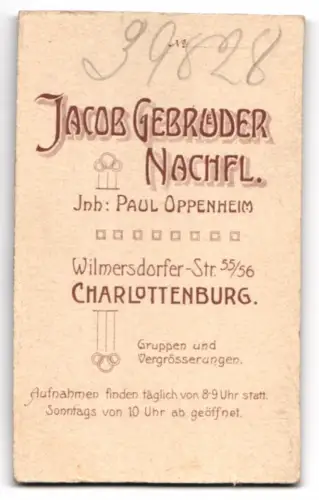 39828
JACOB GEBRÜDER
NACHFL.
Jnh: PAUL OPPENHEIM
Wilmersdorfer-Str. 55/56
CHARLOTTENBURG.
Gruppen und
Vergrösserungen.
Aufnahmen finden täglich von 8-9 Uhr statt.
Sonntags von 10 Uhr ab geöffnet.